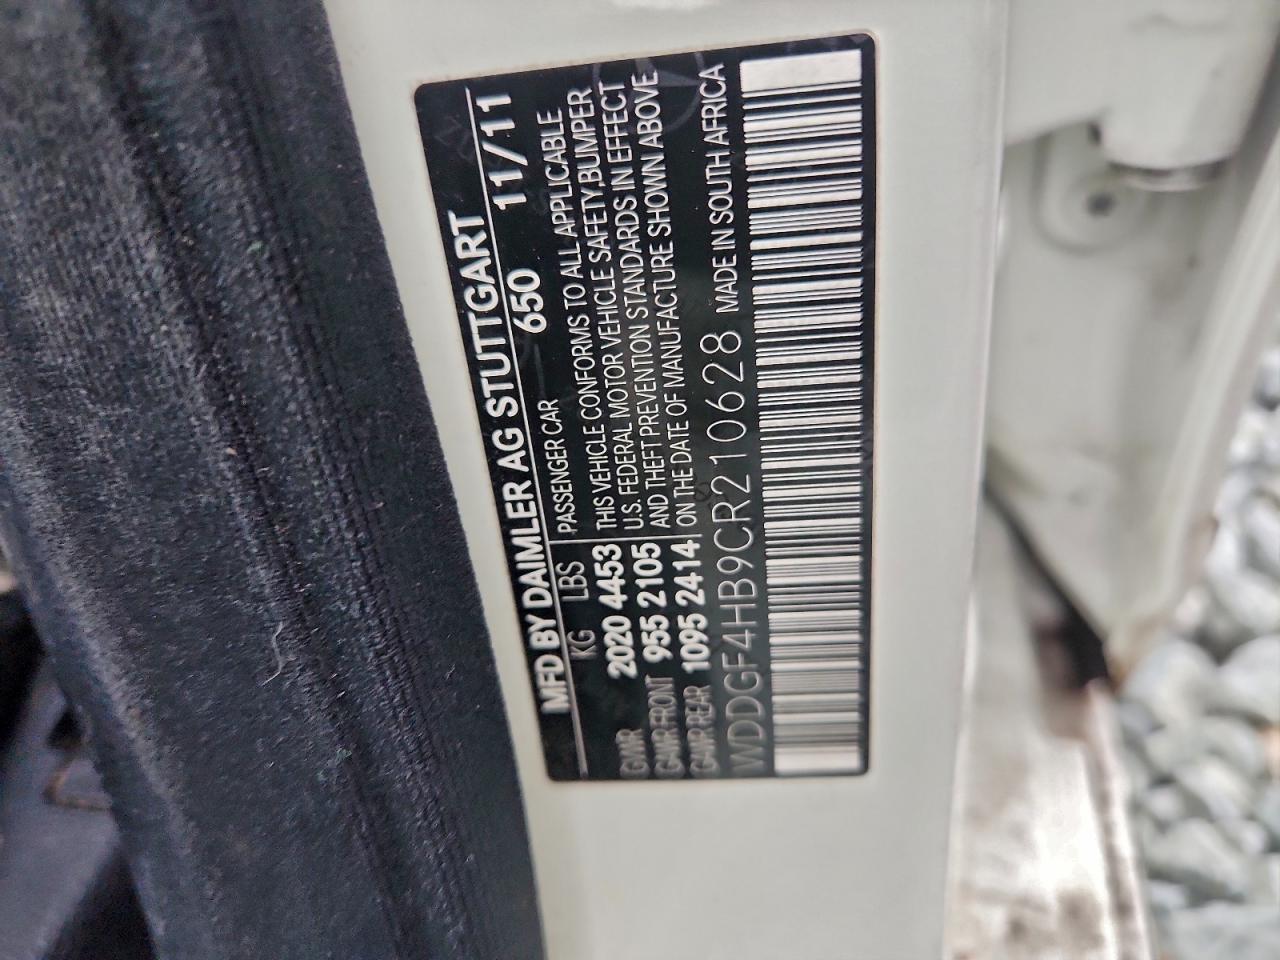 MFD BY DAIMLER AG STUTTGART
650 11/11
KG LBS PASSENGER CAR
GVWR 2020 4453
GAWR FRONT 955 2105
GAWR REAR 1095 2414
THIS VEHICLE CONFORMS TO ALL APPLICABLE
U.S. FEDERAL MOTOR VEHICLE SAFETY,BUMPER
AND THEFT PREVENTION STANDARDS IN EFFECT
ON THE DATE OF MANUFACTURE SHOWN ABOVE
WDDGF4HB9CR210628 MADE IN SOUTH AFRICA